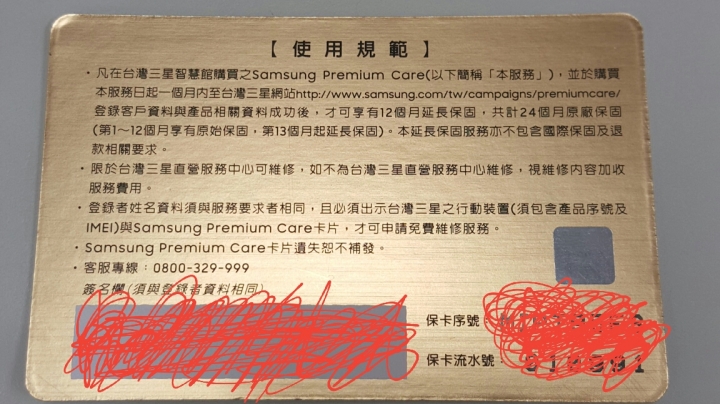 【使用規範】
・凡在台灣三星智慧館購買之Samsung Premium Care(以下簡稱「本服務」)，並於購買
本服務日起一個月內至台灣三星網站http://www.samsung.com/tw/campaigns/premiumcare/
登錄客戶資料與產品相關資料成功後，才可享有12個月延長保固，共計24個月原廠保固
(第1～12個月享有原始保固，第13個月起延長保固)。本延長保固服務亦不包含國際保固及退
款相關要求。
・限於台灣三星直營服務中心可維修，如不為台灣三星直營服務中心維修，視維修內容加收
服務費用。
・登錄者姓名資料須與服務要求者相同，且必須出示台灣三星之行動裝置(須包含產品序號及
IMEI)與Samsung Premium Care卡片，才可申請免費維修服務。
・Samsung Premium Care卡片遺失恕不補發。
・客服專線：0800-329-999
簽名欄(須與登錄者資料相同)
保卡序號：
保卡流水號：